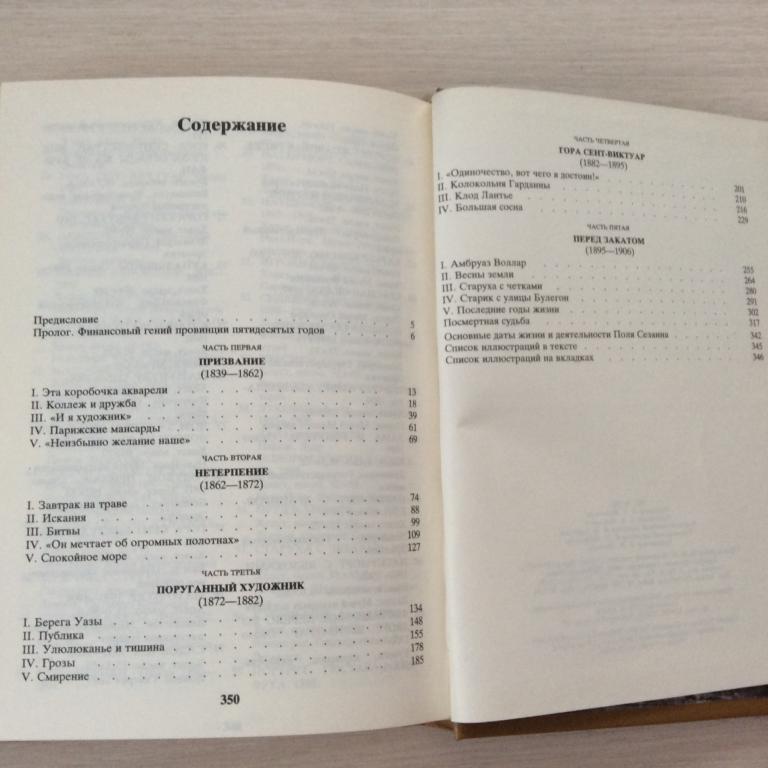 Содержание
Предисловие 5
Пролог. Финансовый гений провинции пятидесятых годов 6
ЧАСТЬ ПЕРВАЯ
ПРИЗВАНИЕ
(1839—1862)
I. Эта коробочка акварели 13
II. Коллеж и дружба 18
III. «И я художник» 39
IV. Парижские мансарды 61
V. «Неизбывно желание наше» 69
ЧАСТЬ ВТОРАЯ
НЕТЕРПЕНИЕ
(1862—1872)
I. Завтрак на траве 74
II. Искания 88
III. Битвы 99
IV. «Он мечтает об огромных полотнах» 109
V. Спокойное море 127
ЧАСТЬ ТРЕТЬЯ
ПОРУГАННЫЙ ХУДОЖНИК
(1872—1882)
I. Берега Уазы 134
II. Публика 148
III. Улюлюканье и тишина 155
IV. Грозы 178
V. Смирение 185
350
ЧАСТЬ ЧЕТВЕРТАЯ
ГОРА СЕНТ-ВИКТУАР
(1882—1895)
I. «Одиночество, вот чего я достоин!» 201
II. Колокольня Гарданны 210
III. Клод Лантье 216
IV. Большая сосна 229
ЧАСТЬ ПЯТАЯ
ПЕРЕД ЗАКАТОМ
(1895—1906)
I. Амбруаз Воллар 255
II. Весны земли 264
III. Старуха с четками 280
IV. Старик с улицы Булегон 291
V. Последние годы жизни 302
Посмертная судьба 317
Основные даты жизни и деятельности Поля Сезанна 342
Список иллюстраций в тексте 345
Список иллюстраций на вкладках 346